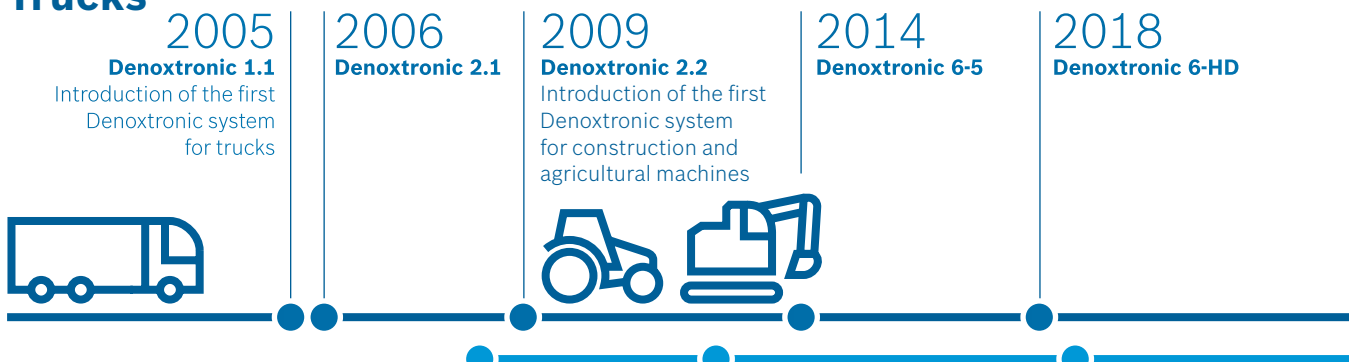 Trucks
2005
Denoxtronic 1.1
Introduction of the first
Denoxtronic system
for trucks
2006
Denoxtronic 2.1
2009
Denoxtronic 2.2
Introduction of the first
Denoxtronic system
for construction and
agricultural machines
2014
Denoxtronic 6-5
2018
Denoxtronic 6-HD